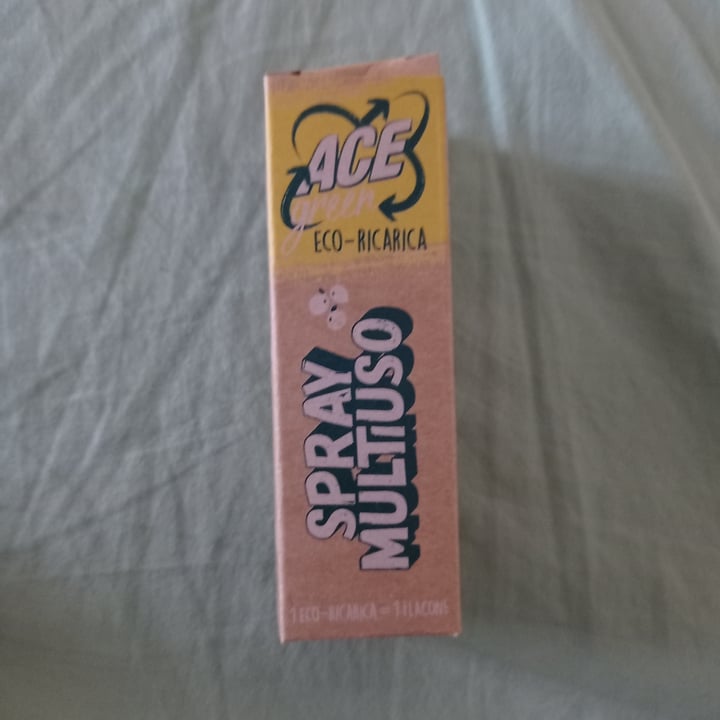 ACE
green
ECO-RICARICA
SPRAY
MULTIUSO
1 ECO-RICARICA = 1 FLACONE